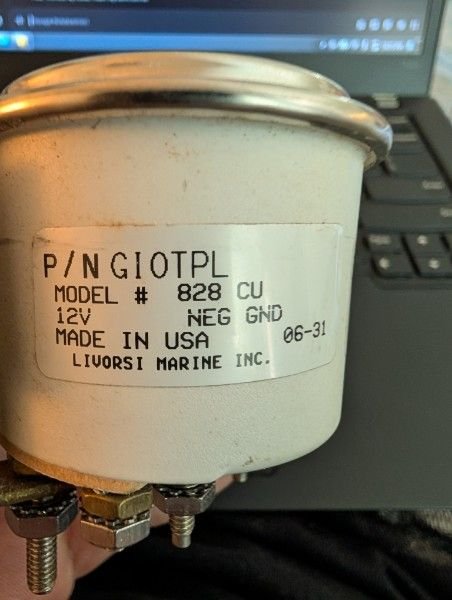 P/N GIOTPL
MODEL # 828 CU
12V NEG GND
MADE IN USA 06-31
LIVORSI MARINE INC.